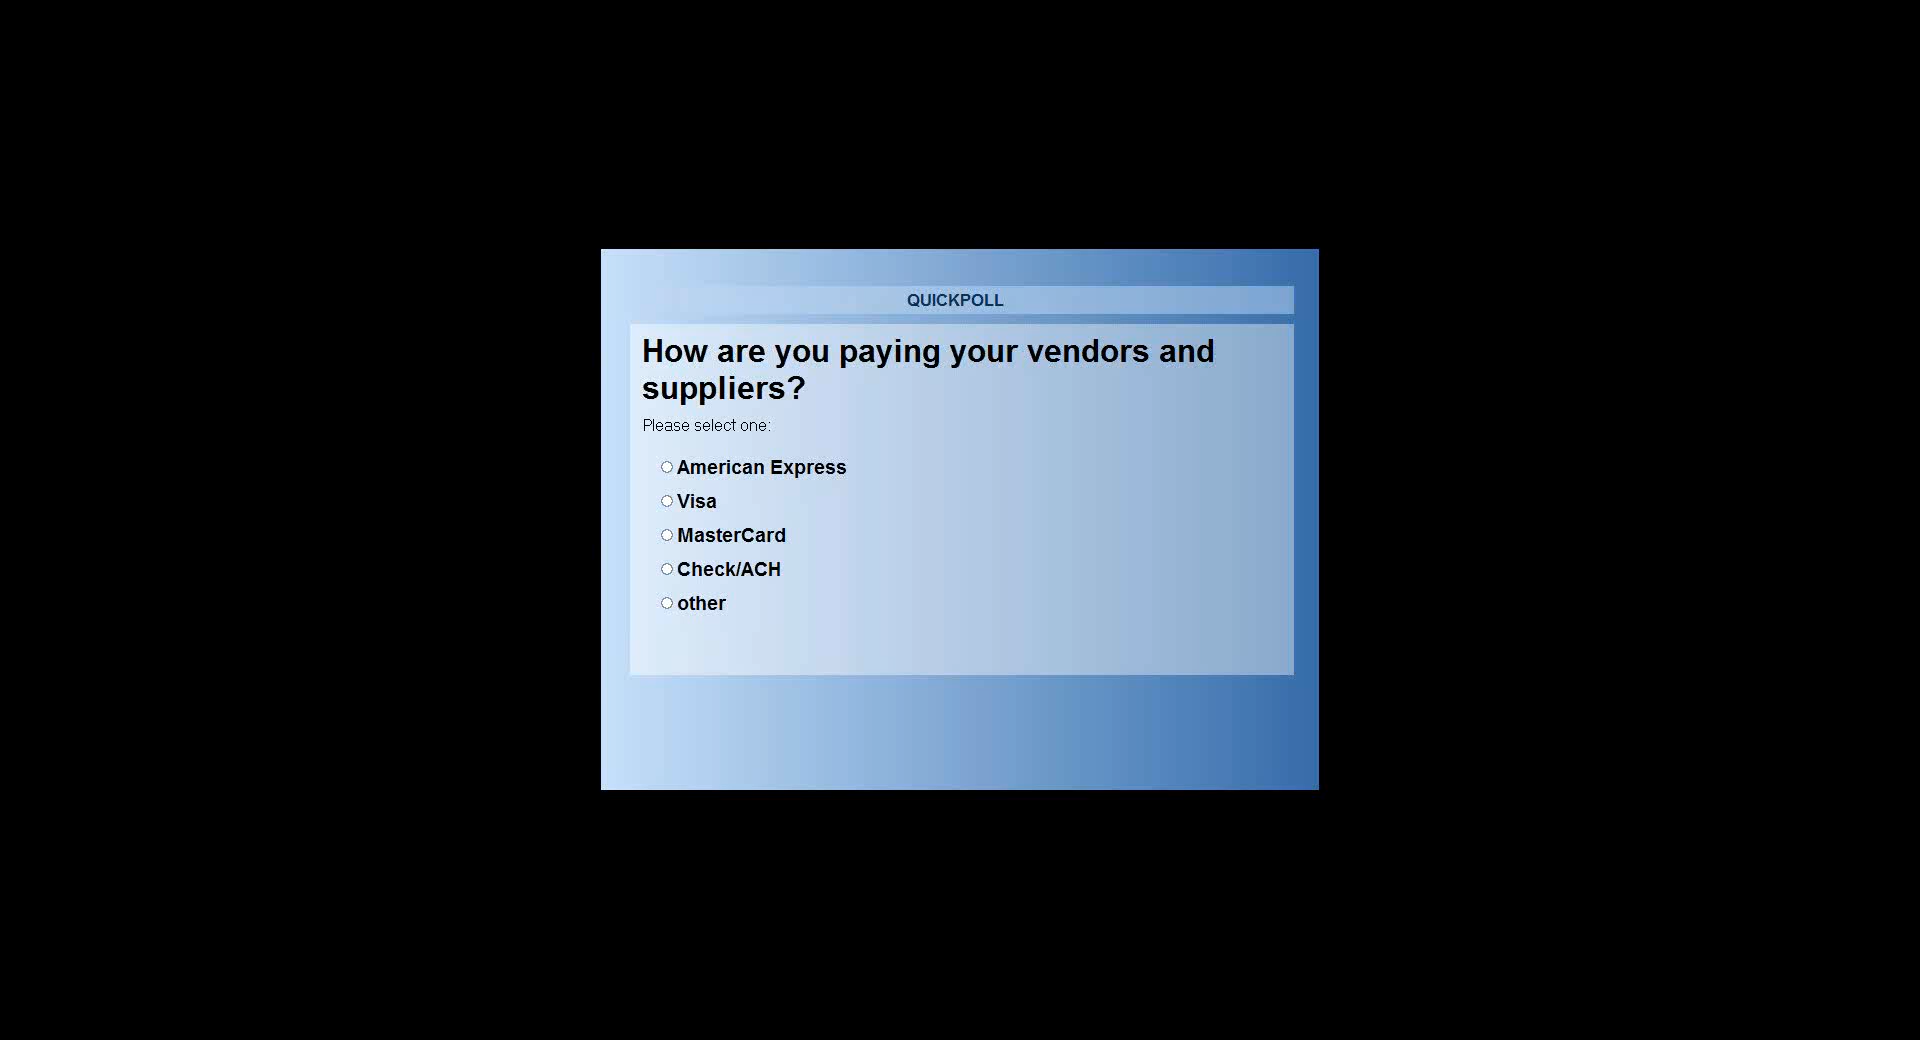 QUICKPOLL
How are you paying your vendors and
suppliers?
Please select one:
American Express
Visa
MasterCard
Check/ACH
other